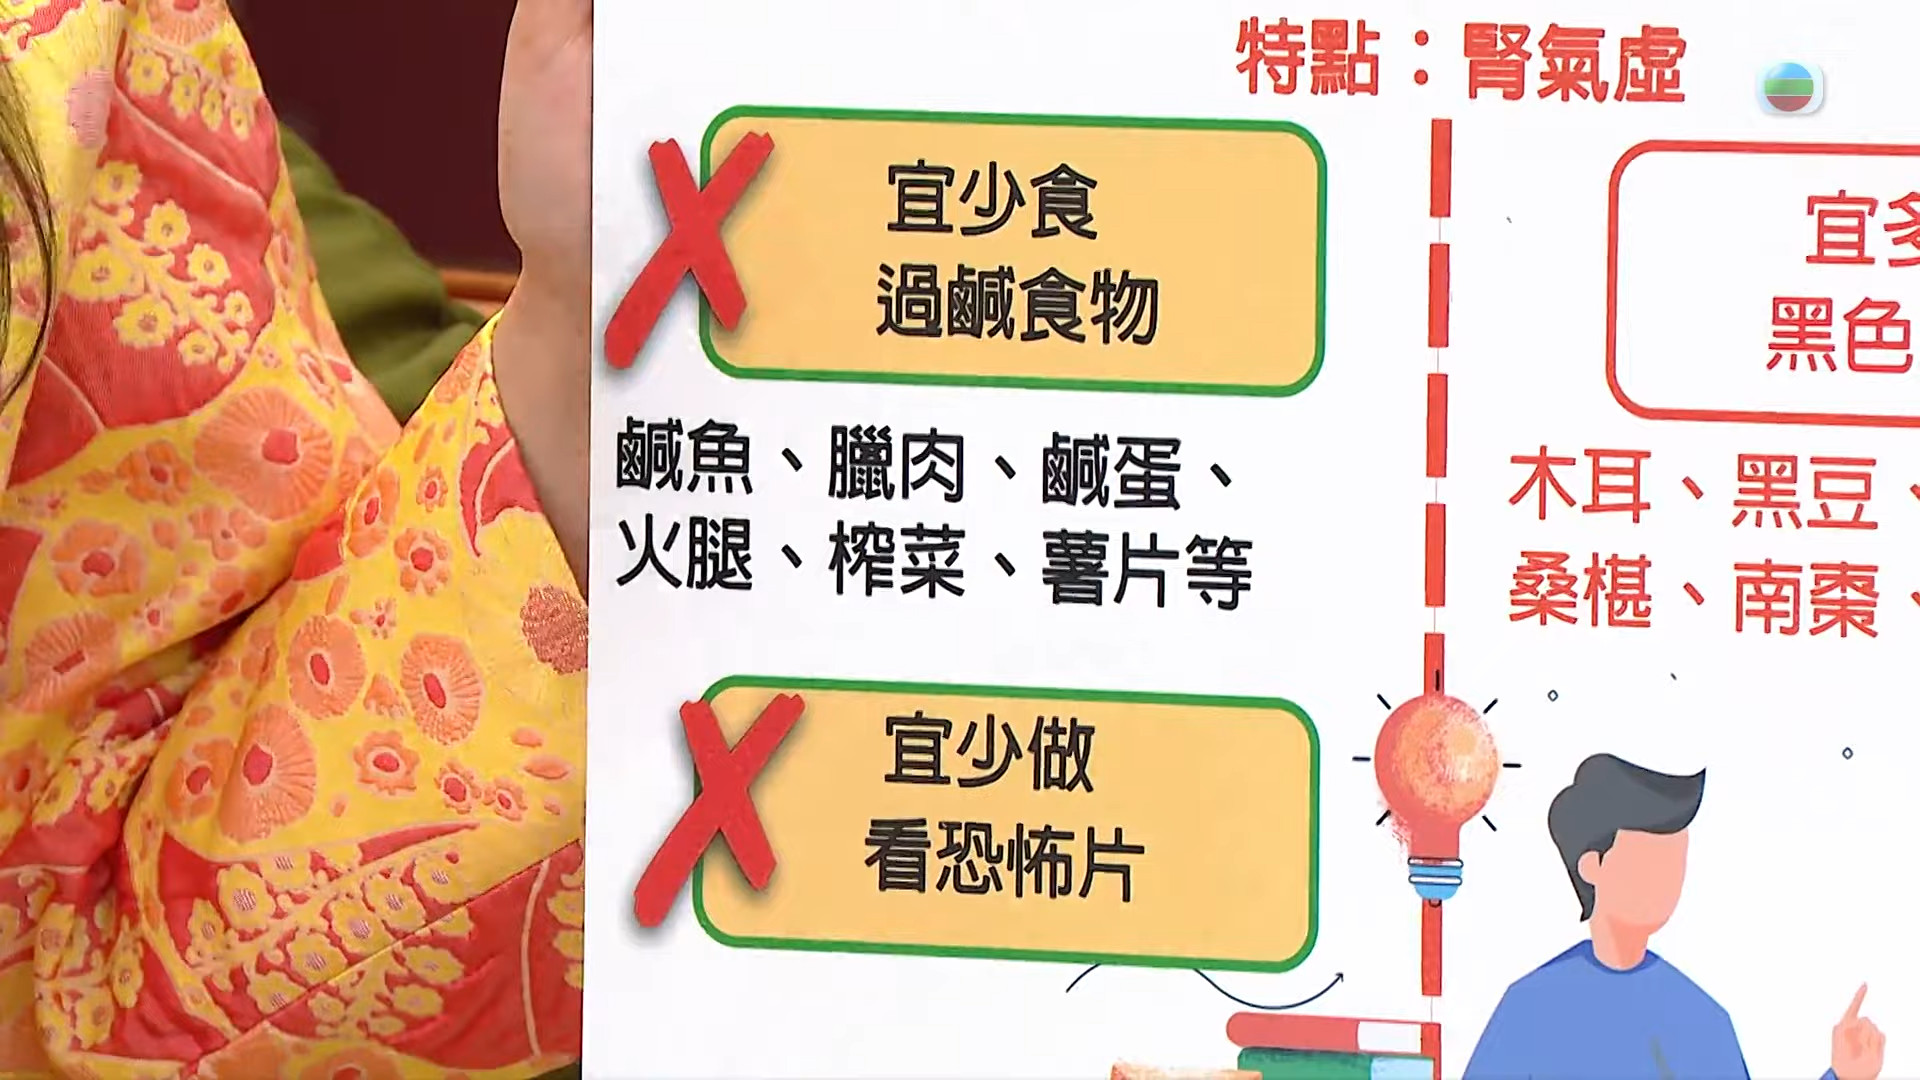 特點：腎氣虛
宜少食
過鹹食物
鹹魚、臘肉、鹹蛋、
火腿、榨菜、薯片等
宜少做
看恐怖片
宜多
黑色
木耳、黑豆、
桑椹、南棗、